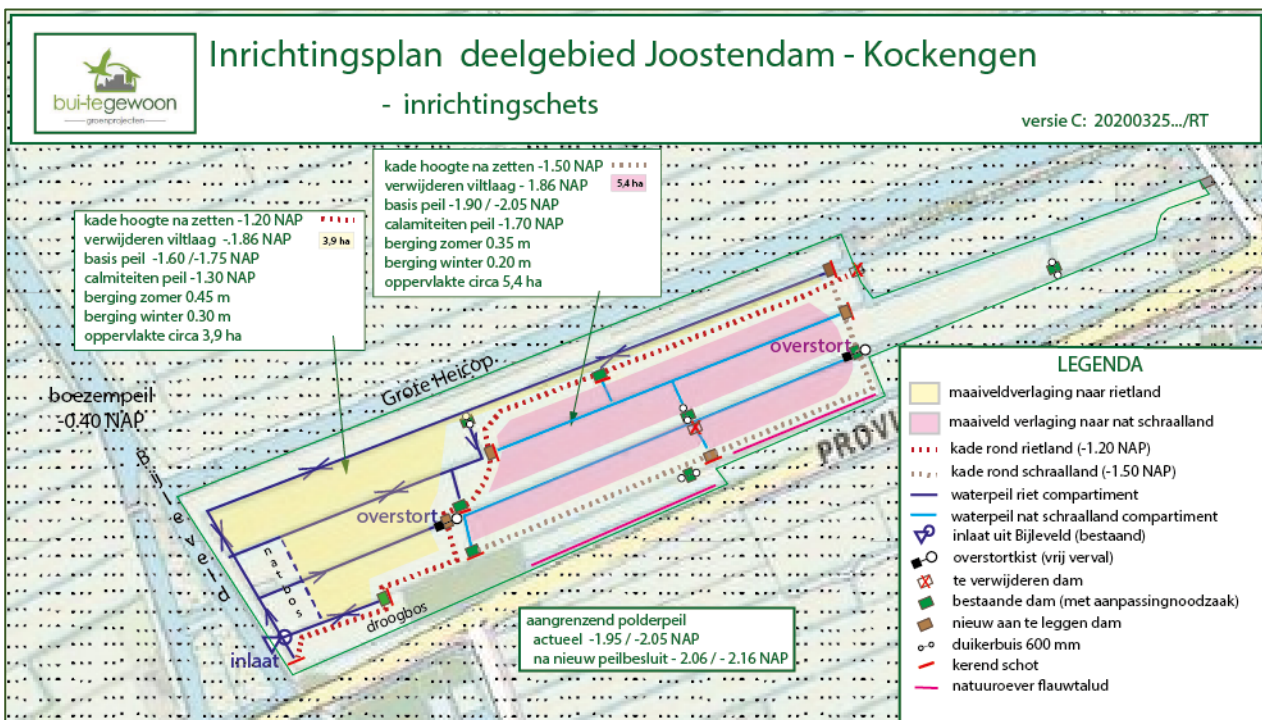 bui-tegewoon
groenprojecten
Inrichtingsplan deelgebied Joostendam - Kockengen
- inrichtingschets
versie C: 20200325.../RT
kade hoogte na zetten -1.50 NAP
verwijderen viltlaag - 1.86 NAP
5,4 ha
basis peil -1.90 / -2.05 NAP
calamiteiten peil -1.70 NAP
berging zomer 0.35 m
berging winter 0.20 m
oppervlakte circa 5,4 ha
kade hoogte na zetten -1.20 NAP
verwijderen viltlaag -.1.86 NAP
3,9 ha
basis peil -1.60 /-1.75 NAP
calmiteiten peil -1.30 NAP
berging zomer 0.45 m
berging winter 0.30 m
oppervlakte circa 3,9 ha
boezempeil
-0.40 NAP
Grote Heicop
Bijleveld
overstort
overstort
natbos
droogbos
inlaat
PROVI
aangrenzend polderpeil
actueel -1.95 / -2.05 NAP
na nieuw peilbesluit - 2.06 / - 2.16 NAP
LEGENDA
maaiveldverlaging naar rietland
maaiveld verlaging naar nat schraalland
kade rond rietland (-1.20 NAP)
kade rond schraalland (-1.50 NAP)
waterpeil riet compartiment
waterpeil nat schraalland compartiment
inlaat uit Bijleveld (bestaand)
overstortkist (vrij verval)
te verwijderen dam
bestaande dam (met aanpassingnoodzaak)
nieuw aan te leggen dam
duikerbuis 600 mm
kerend schot
natuuroever flauwtalud